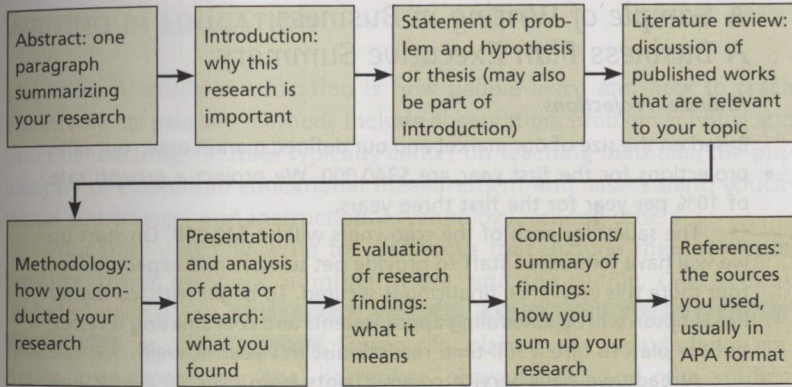 Abstract: one
paragraph
summarizing
your research
Introduction:
why this
research is
important
Statement of prob-
lem and hypothesis
or thesis (may also
be part of
introduction)
Literature review:
discussion of
published works
that are relevant
to your topic
Methodology:
how you con-
ducted your
research
Presentation
and analysis
of data or
research:
what you
found
Evaluation
of research
findings:
what it
means
Conclusions/
summary of
findings:
how you
sum up your
research
References:
the sources
you used,
usually in
APA format